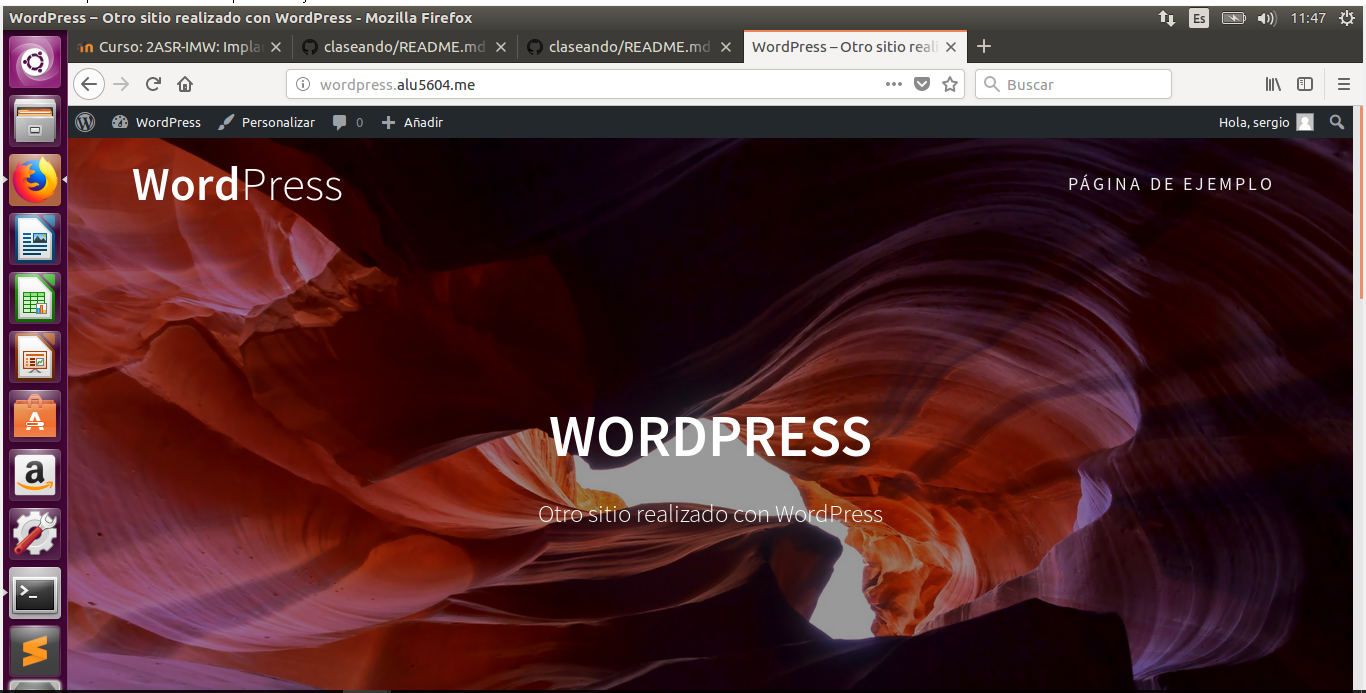 WordPress – Otro sitio realizado con WordPress - Mozilla Firefox
Es
11:47
Curso: 2ASR-IMW: Impla
claseando/README.md
claseando/README.md
WordPress – Otro sitio reali
wordpress.alu5604.me
Buscar
WordPress
Personalizar
0
Añadir
Hola, sergio
WordPress
PÁGINA DE EJEMPLO
WORDPRESS
Otro sitio realizado con WordPress